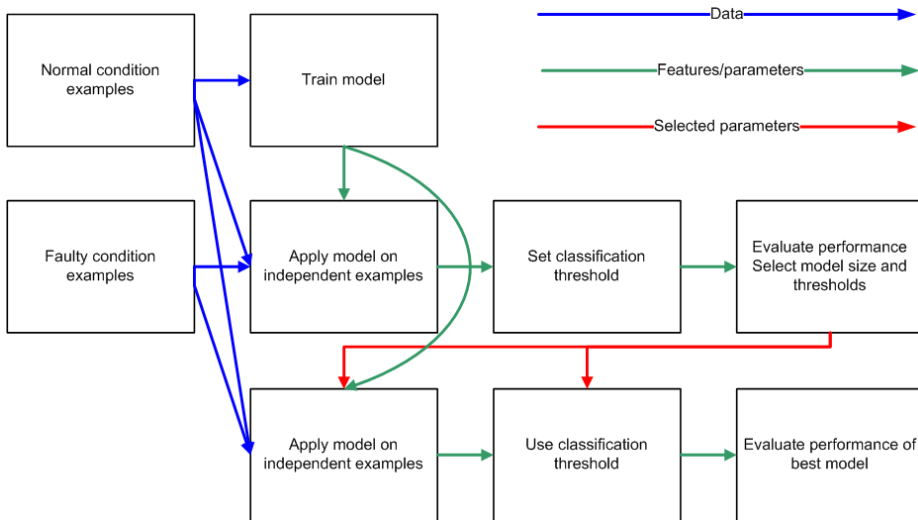 Data
Normal condition
examples
Train model
Features/parameters
Selected parameters
Faulty condition
examples
Apply model on
independent examples
Set classification
threshold
Evaluate performance
Select model size and
thresholds
Apply model on
independent examples
Use classification
threshold
Evaluate performance of
best model